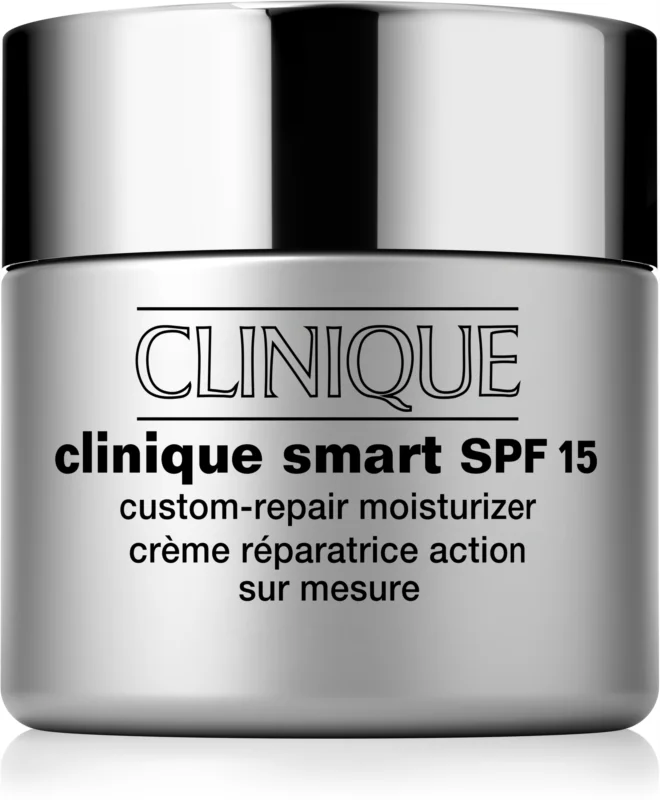 CLINIQUE
clinique smart SPF 15
custom-repair moisturizer
crème réparatrice action
sur mesure